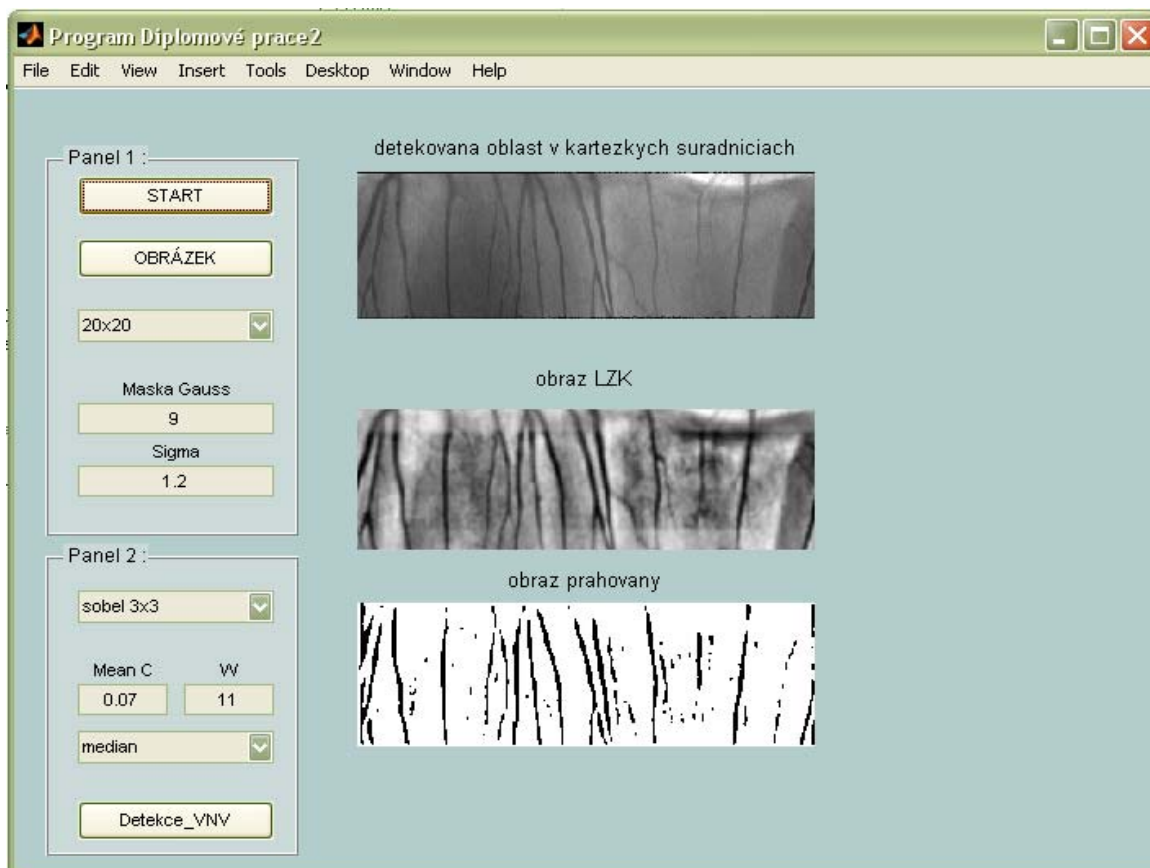 Program Diplomové prace2
File Edit View Insert Tools Desktop Window Help
Panel 1 :
START
OBRÁZEK
20x20
Maska Gauss
9
Sigma
1.2
Panel 2 :
sobel 3x3
Mean C W
0.07 11
median
Detekce_VNV
detekovana oblast v kartezkych suradniciach
obraz LZK
obraz prahovany